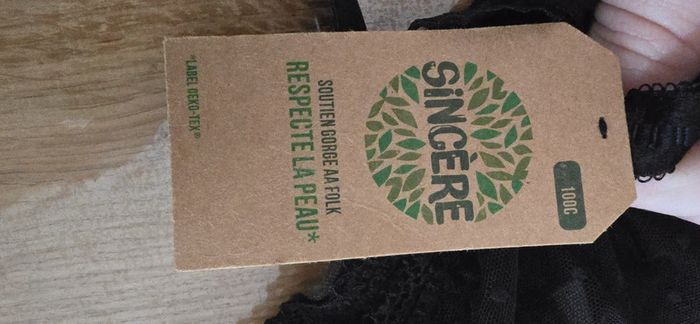 100C
SiNCÈRE
SOUTIEN GORGE AA FOLK
RESPECTE LA PEAU*
*LABEL OEKO-TEX®